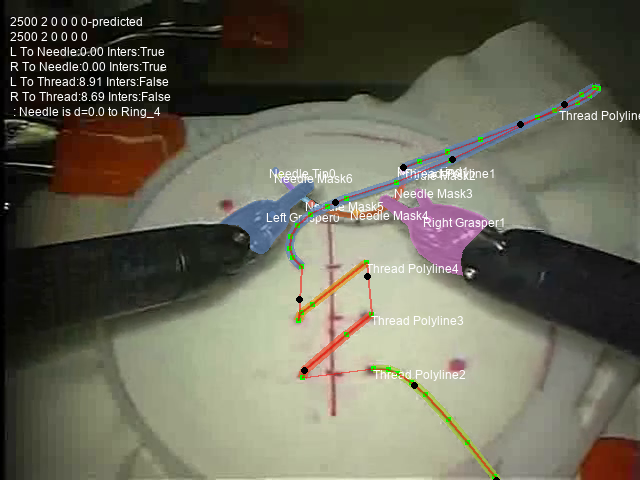 2500 2 0 0 0 0-predicted
2500 2 0 0 0 0
L To Needle:0.00 Inters:True
R To Needle:0.00 Inters:True
L To Thread:8.91 Inters:False
R To Thread:8.69 Inters:False
: Needle is d=0.0 to Ring_4
Thread Polyline
Needle Tip0
Needle Mask6
Needle Mask3
Needle Mask5
Left Grasper0
Needle Mask4
Right Grasper1
Thread Polyline4
Thread Polyline3
Thread Polyline2